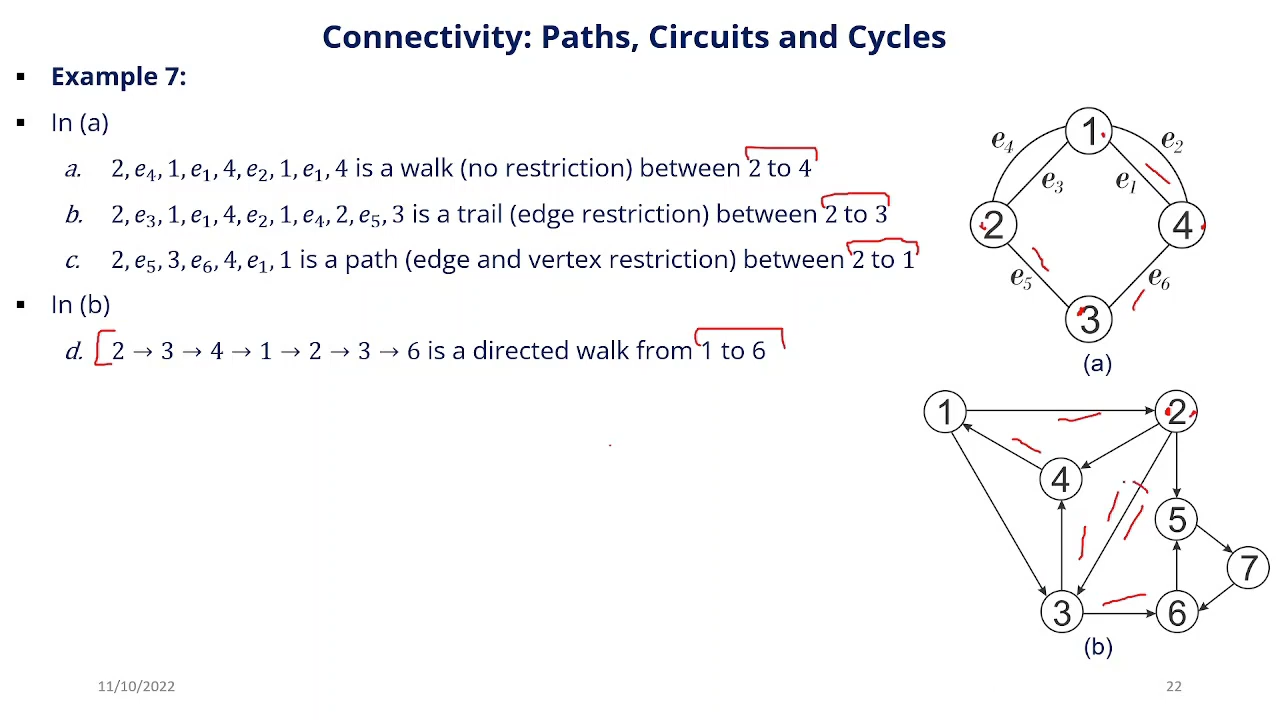 Connectivity: Paths, Circuits and Cycles
▪ Example 7:
▪ In (a)
a. 2, e₄, 1, e₁, 4, e₂, 1, e₁, 4 is a walk (no restriction) between 2 to 4
b. 2, e₃, 1, e₁, 4, e₂, 1, e₄, 2, e₅, 3 is a trail (edge restriction) between 2 to 3
c. 2, e₅, 3, e₆, 4, e₁, 1 is a path (edge and vertex restriction) between 2 to 1
▪ In (b)
d. 2 → 3 → 4 → 1 → 2 → 3 → 6 is a directed walk from 1 to 6
1
e₄
e₂
e₃
e₁
2
4
e₅
e₆
3
(a)
1
2
4
5
7
3
6
(b)
11/10/2022
22